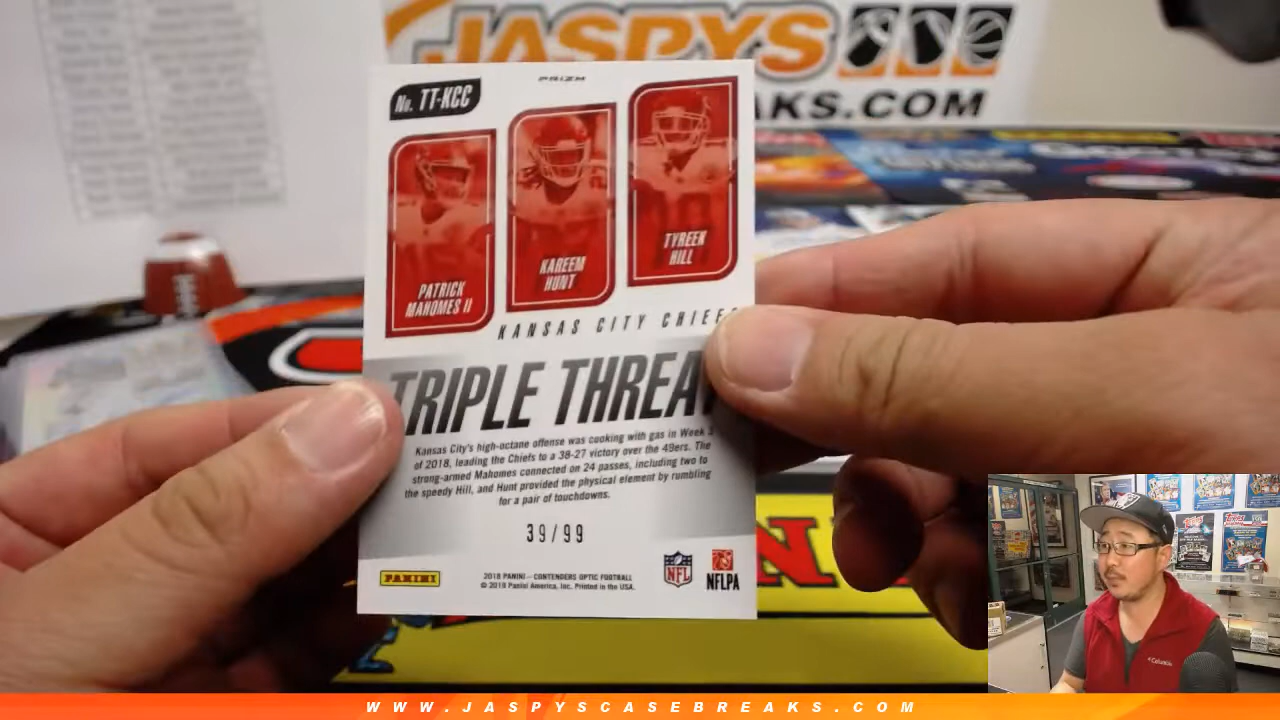 JASPYS
KS.COM
PRIZM
No. TT-KCC
PATRICK
MAHOMES II
KAREEM
HUNT
TYREEK
HILL
KANSAS CITY CHIEF
TRIPLE THREA
Kansas City's high-octane offense was cooking with gas in Week 3
of 2018, leading the Chiefs to a 38-27 victory over the 49ers. The
strong-armed Mahomes connected on 24 passes, including two to
the speedy Hill, and Hunt provided the physical element by rumbling
for a pair of touchdowns.
39/99
PANINI
2018 PANINI – CONTENDERS OPTIC FOOTBALL
© 2019 Panini America, Inc. Printed in the USA.
NFL
NFLPA
Columbia
WWW.JASPYSCASEBREAKS.COM